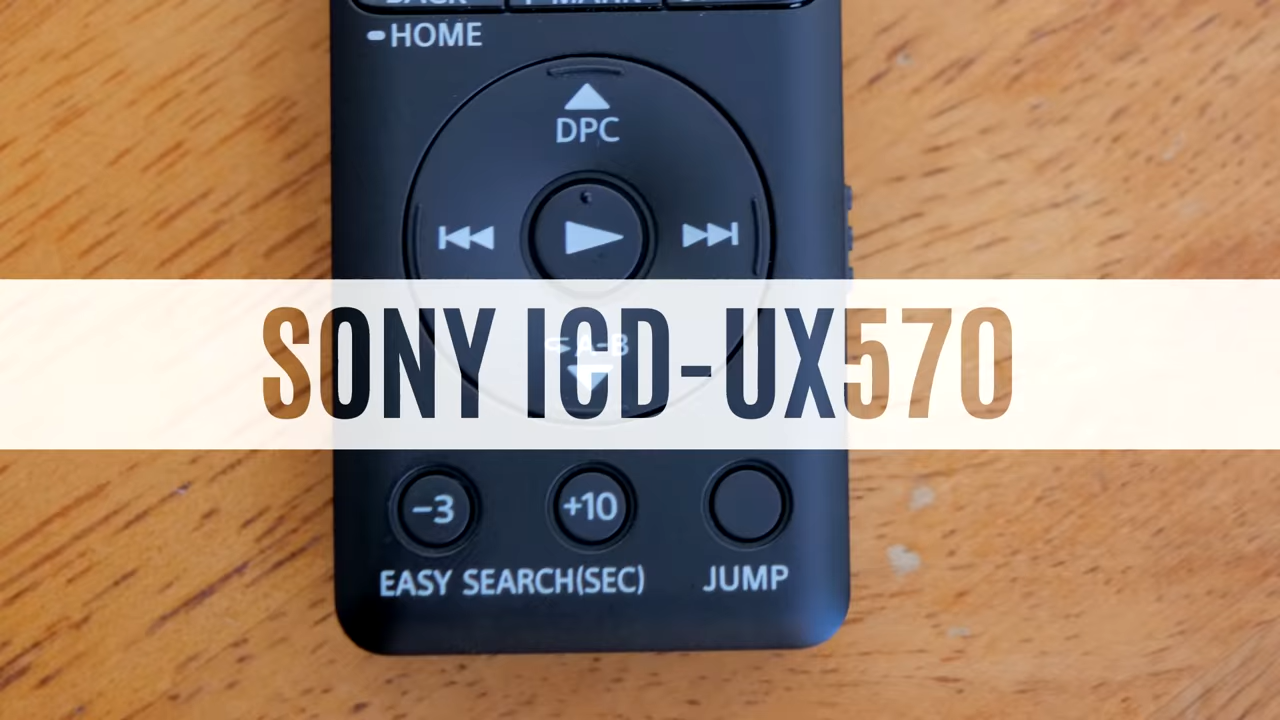 HOME
DPC
A-B
SONY ICD-UX570
-3 +10
EASY SEARCH(SEC) JUMP